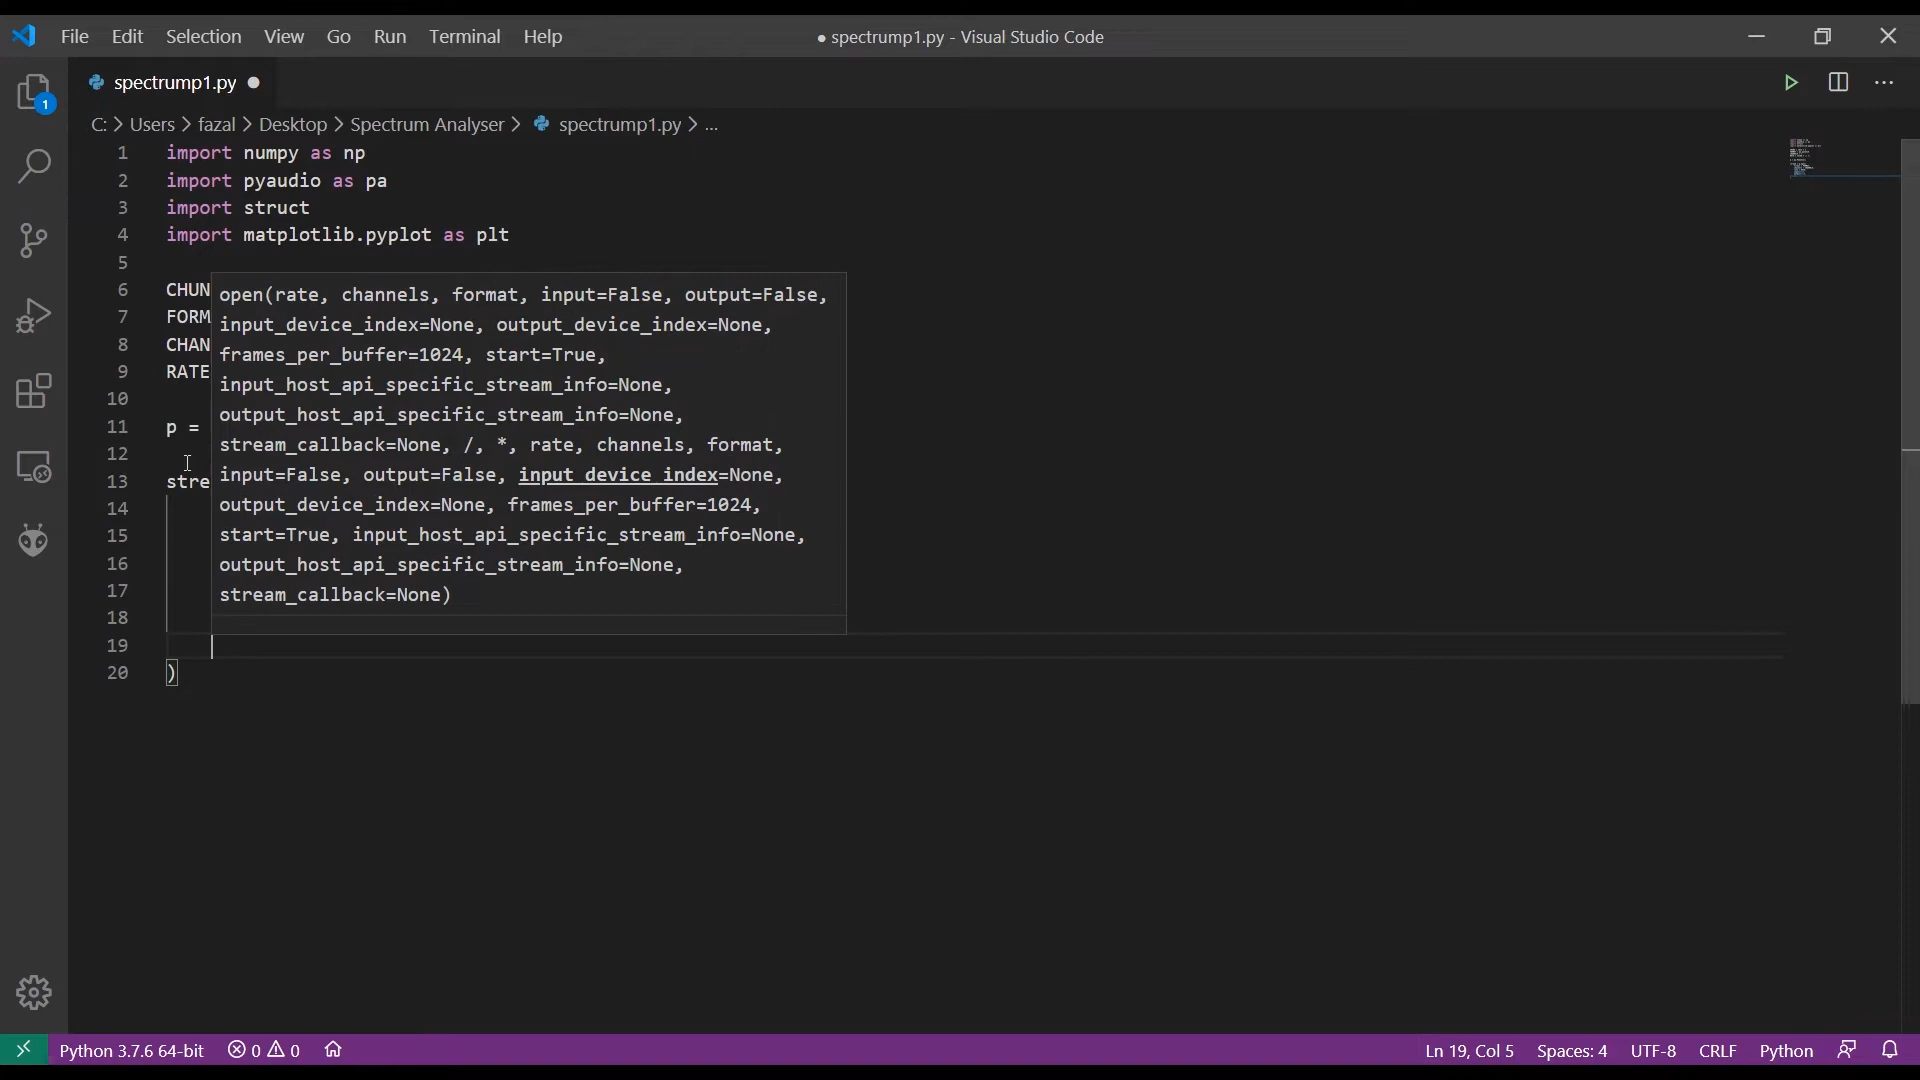 File Edit Selection View Go Run Terminal Help
● spectrump1.py - Visual Studio Code
1
spectrump1.py ●
C: > Users > fazal > Desktop > Spectrum Analyser > spectrump1.py > ...
1 import numpy as np
2 import pyaudio as pa
3 import struct
4 import matplotlib.pyplot as plt
5
6 CHUN
7 FORM
8 CHAN
9 RATE
10
11 p =
12
13 stre
14
15
16
17
18
19
20 )
open(rate, channels, format, input=False, output=False,
input_device_index=None, output_device_index=None,
frames_per_buffer=1024, start=True,
input_host_api_specific_stream_info=None,
output_host_api_specific_stream_info=None,
stream_callback=None, /, *, rate, channels, format,
input=False, output=False, input_device_index=None,
output_device_index=None, frames_per_buffer=1024,
start=True, input_host_api_specific_stream_info=None,
output_host_api_specific_stream_info=None,
stream_callback=None)
Python 3.7.6 64-bit 0 0 Ln 19, Col 5 Spaces: 4 UTF-8 CRLF Python